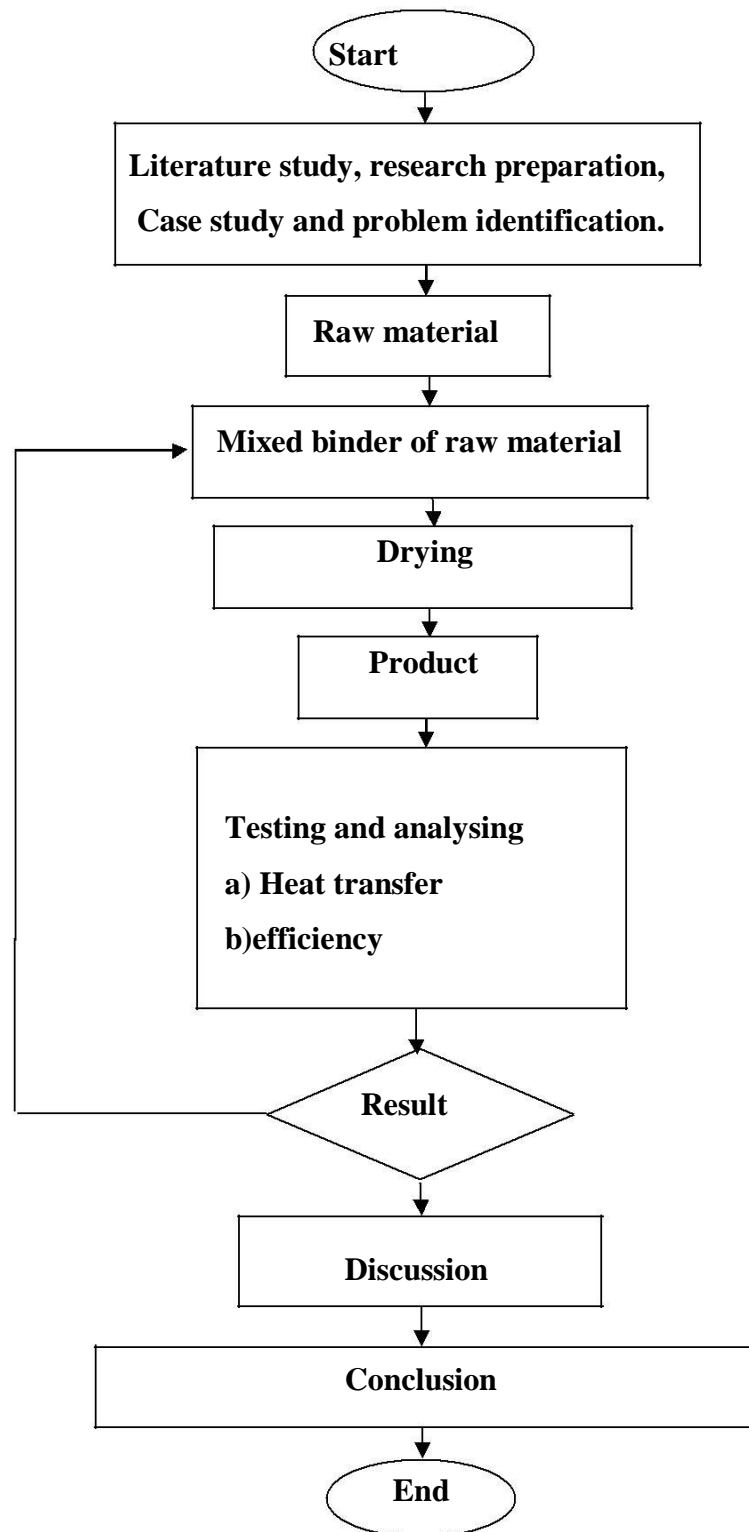 Start
Literature study, research preparation,
Case study and problem identification.
Raw material
Mixed binder of raw material
Drying
Product
Testing and analysing
a) Heat transfer
b)efficiency
Result
Discussion
Conclusion
End